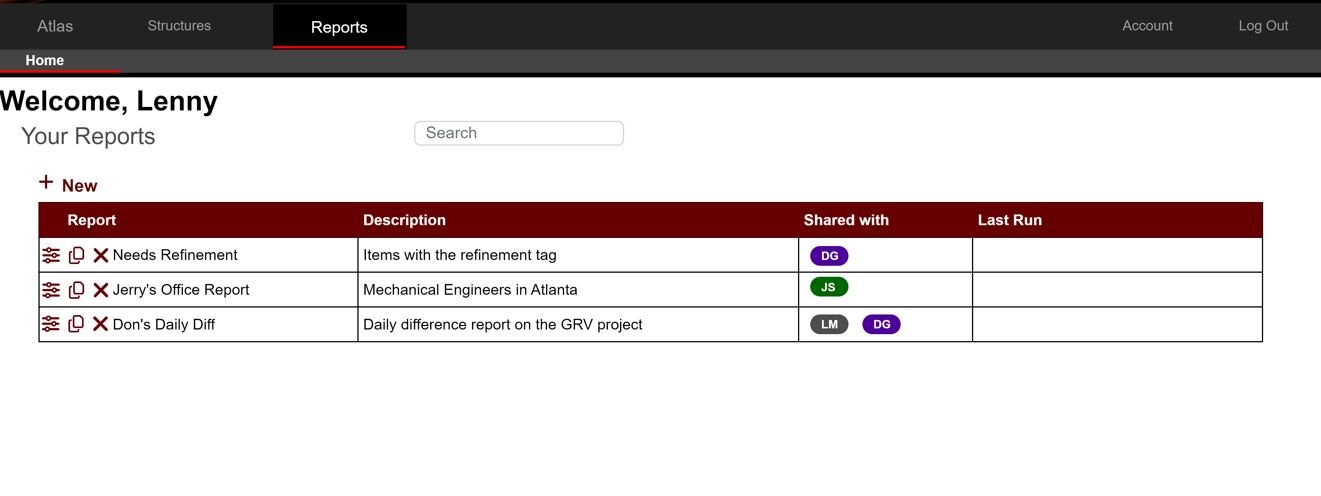 Atlas Structures Reports Account Log Out
Home
Welcome, Lenny
Your Reports Search
+ New
Report Description Shared with Last Run
Needs Refinement Items with the refinement tag DG
Jerry's Office Report Mechanical Engineers in Atlanta JS
Don's Daily Diff Daily difference report on the GRV project LM DG